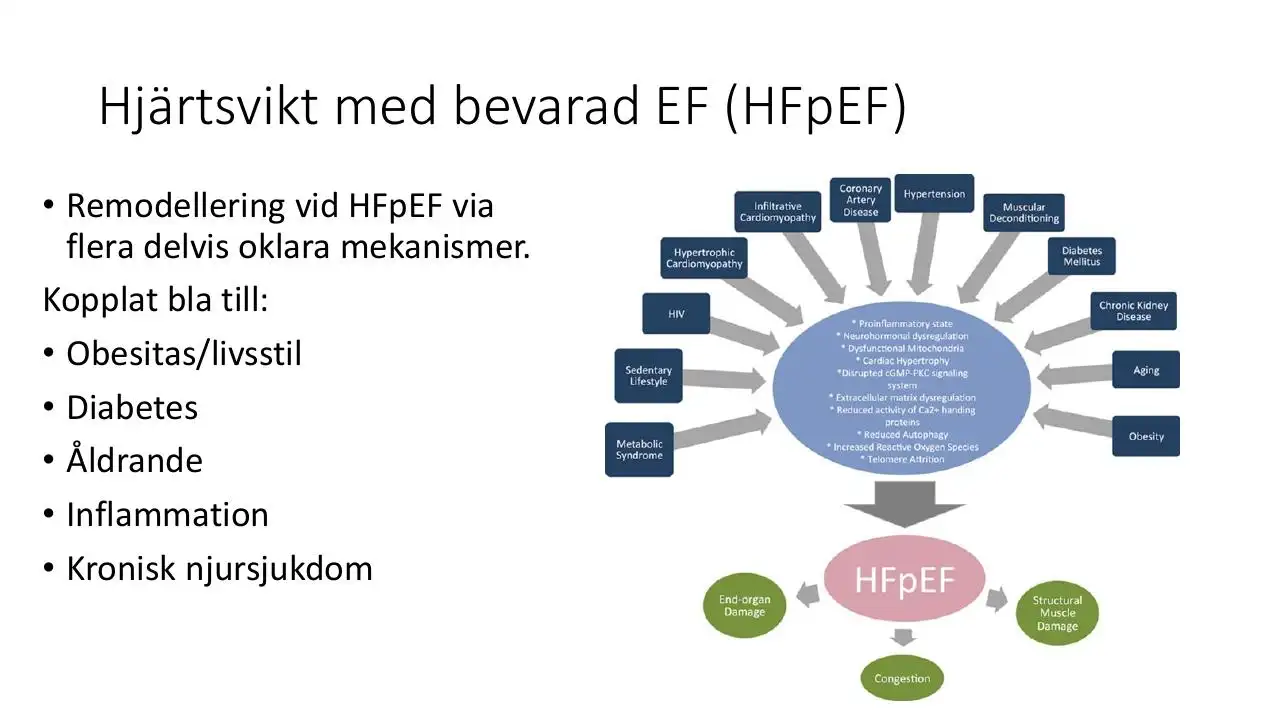 Hjärtsvikt med bevarad EF (HFpEF)
• Remodellering vid HFpEF via
flera delvis oklara mekanismer.
Kopplat bla till:
• Obesitas/livsstil
• Diabetes
• Åldrande
• Inflammation
• Kronisk njursjukdom
Metabolic
Syndrome
Sedentary
Lifestyle
HIV
Hypertrophic
Cardiomyopathy
Infiltrative
Cardiomyopathy
Coronary
Artery
Disease
Hypertension
Muscular
Deconditioning
Diabetes
Mellitus
Chronic Kidney
Disease
Aging
Obesity
* Proinflammatory state
* Neurohormonal dysregulation
* Dysfunctional Mitochondria
* Cardiac Hypertrophy
*Disrupted cGMP-PKC signaling
system
* Extracellular matrix dysregulation
* Reduced activity of Ca2+ handing
proteins
* Reduced Autophagy
* Increased Reactive Oxygen Species
* Telomere Attrition
HFpEF
End-organ
Damage
Congestion
Structural
Muscle
Damage